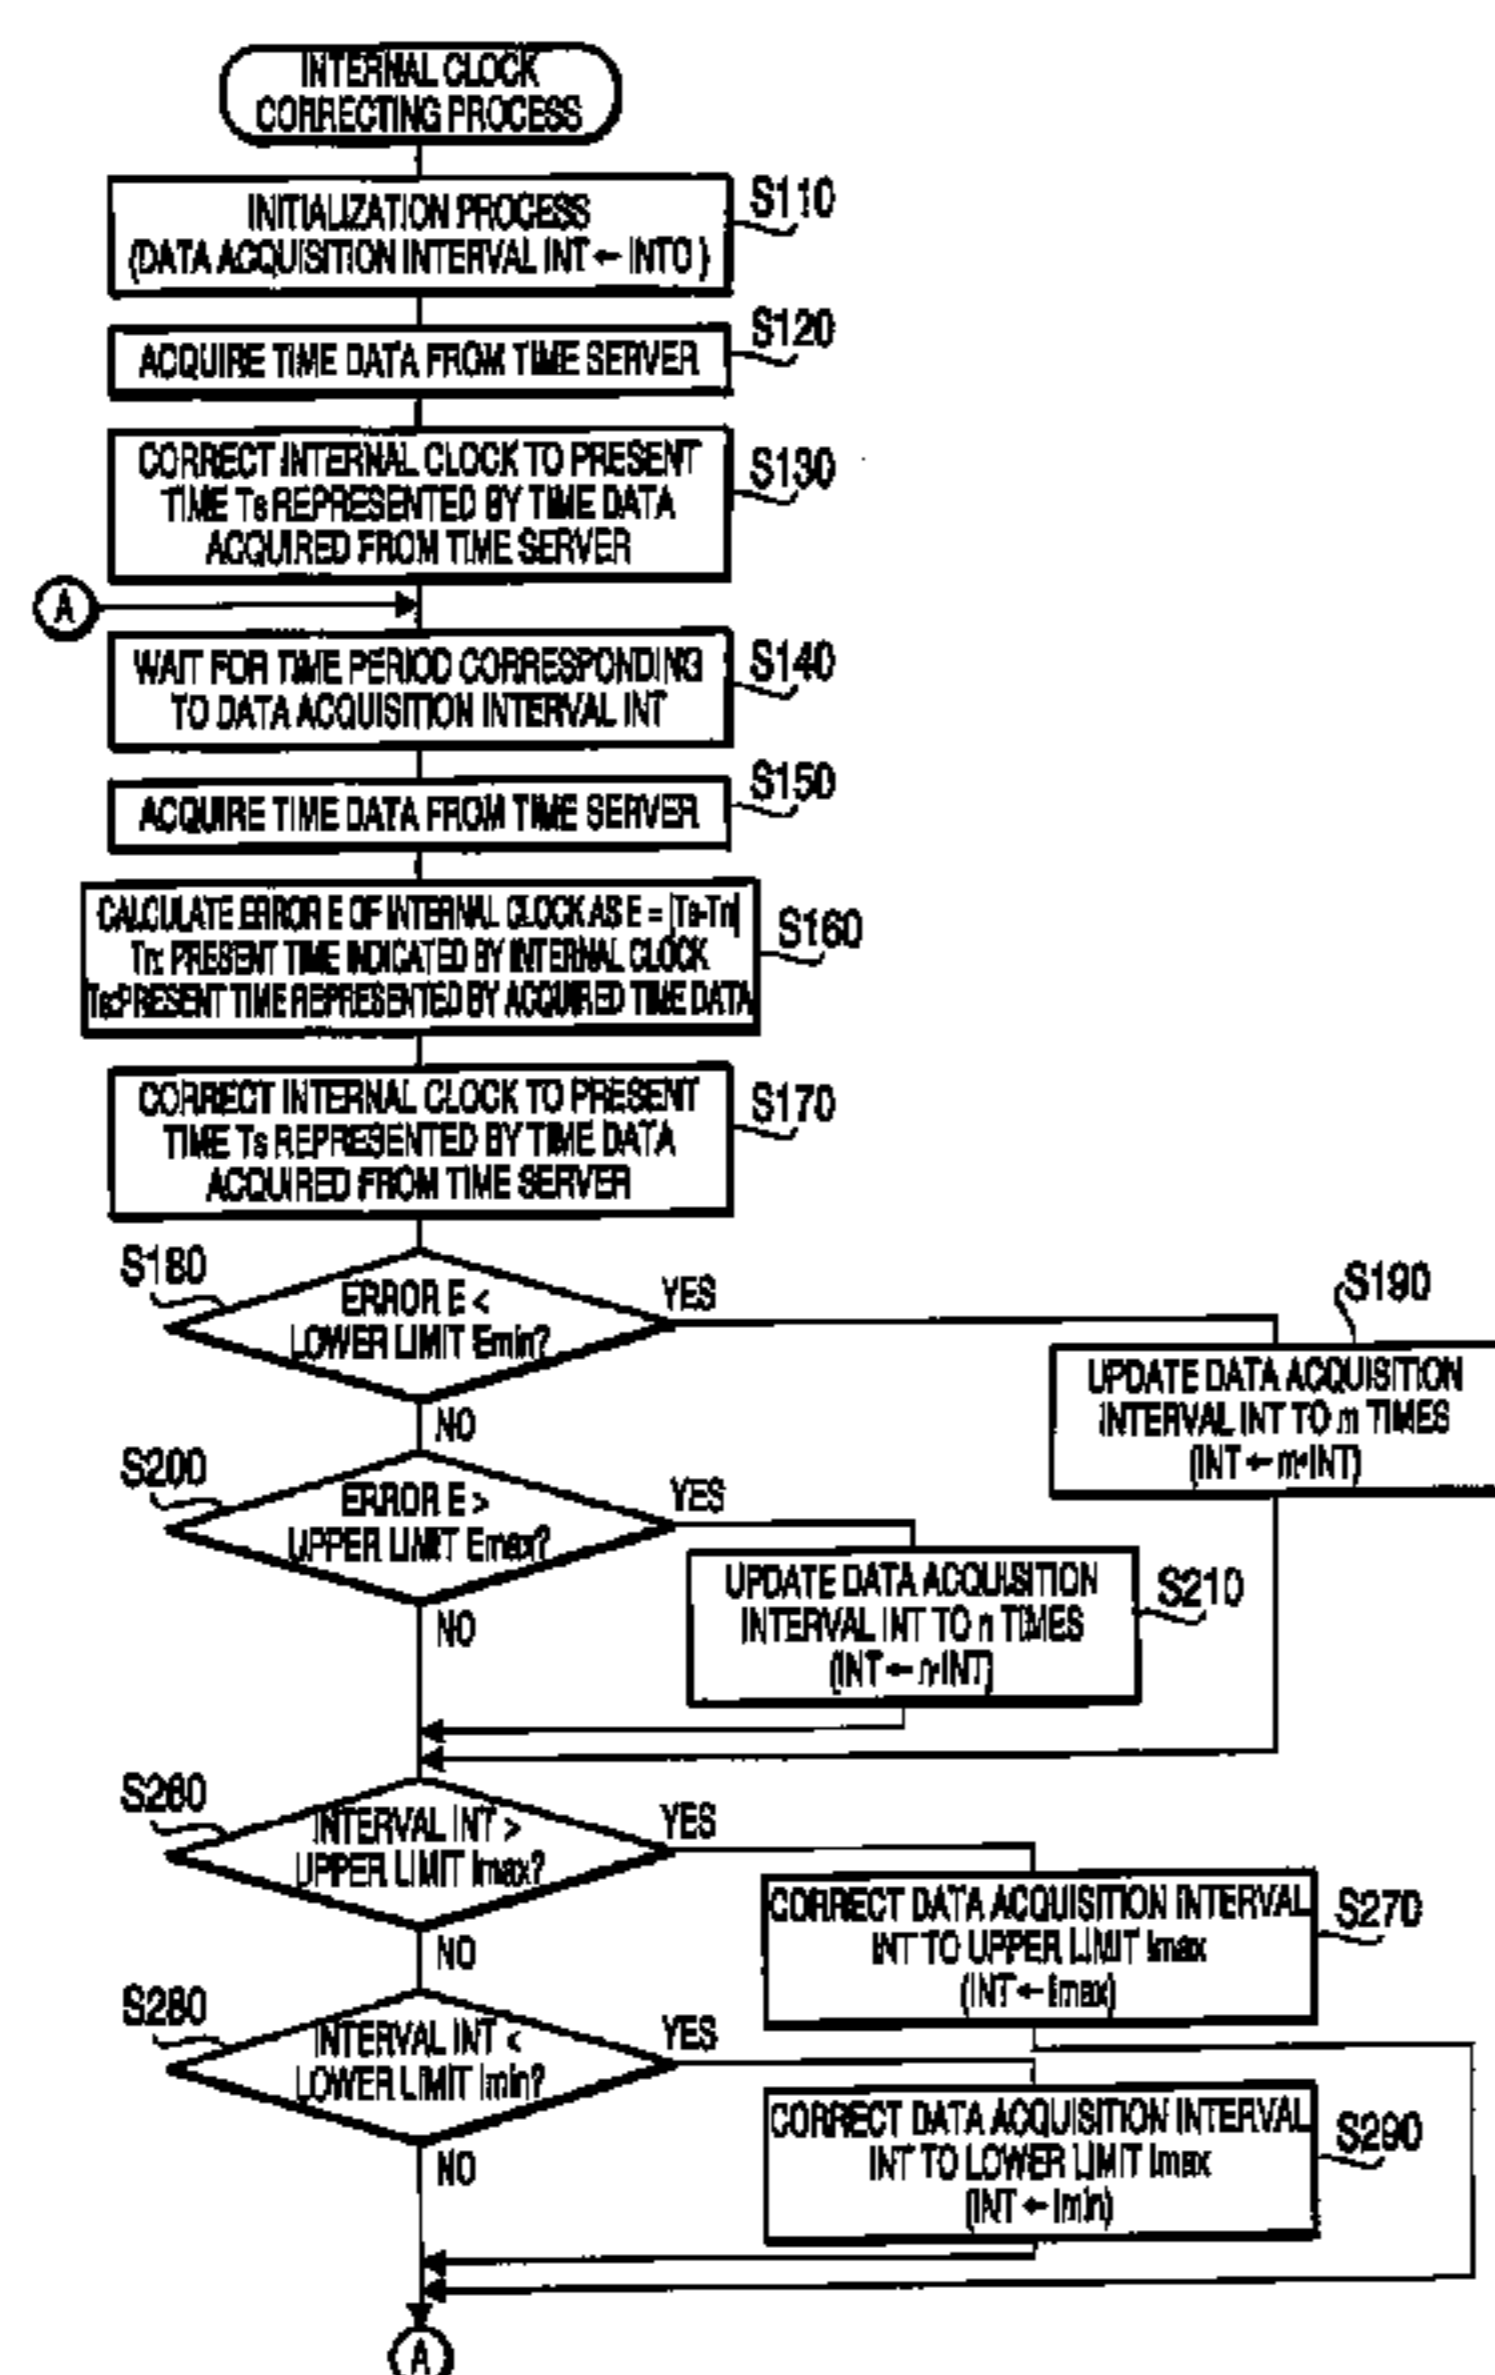 INTERNAL CLOCK
CORRECTING PROCESS
INITIALIZATION PROCESS
(DATA ACQUISITION INTERVAL INT ← INT0)
S110
ACQUIRE TIME DATA FROM TIME SERVER
S120
CORRECT INTERNAL CLOCK TO PRESENT
TIME Ts REPRESENTED BY TIME DATA
ACQUIRED FROM TIME SERVER
S130
A
WAIT FOR TIME PERIOD CORRESPONDING
TO DATA ACQUISITION INTERVAL INT
S140
ACQUIRE TIME DATA FROM TIME SERVER
S150
CALCULATE ERROR E OF INTERNAL CLOCK AS E = |Ts-Tn|
Tn: PRESENT TIME INDICATED BY INTERNAL CLOCK
Ts:PRESENT TIME REPRESENTED BY ACQUIRED TIME DATA
S160
CORRECT INTERNAL CLOCK TO PRESENT
TIME Ts REPRESENTED BY TIME DATA
ACQUIRED FROM TIME SERVER
S170
S180
ERROR E <
LOWER LIMIT Emin?
YES
NO
S190
UPDATE DATA ACQUISITION
INTERVAL INT TO m TIMES
(INT ← m·INT)
S200
ERROR E >
UPPER LIMIT Emax?
YES
NO
UPDATE DATA ACQUISITION
INTERVAL INT TO n TIMES
(INT ← n·INT)
S210
S260
INTERVAL INT >
UPPER LIMIT Imax?
YES
NO
CORRECT DATA ACQUISITION INTERVAL
INT TO UPPER LIMIT Imax
(INT ← Imax)
S270
S280
INTERVAL INT <
LOWER LIMIT Imin?
YES
NO
CORRECT DATA ACQUISITION INTERVAL
INT TO LOWER LIMIT Imax
(INT ← Imin)
S290
A